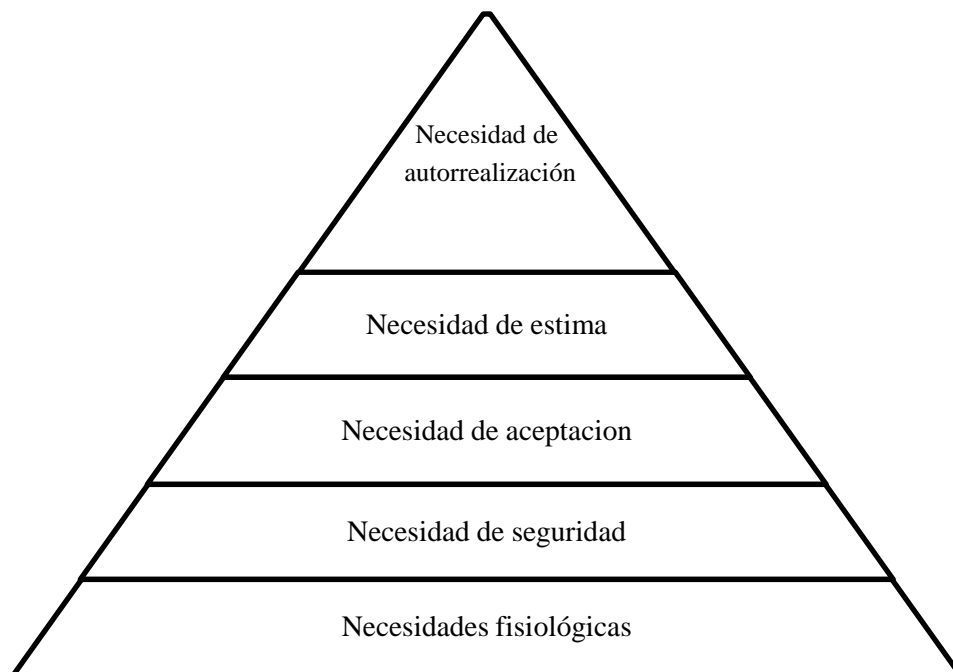 Necesidad de
autorrealización
Necesidad de estima
Necesidad de aceptacion
Necesidad de seguridad
Necesidades fisiológicas